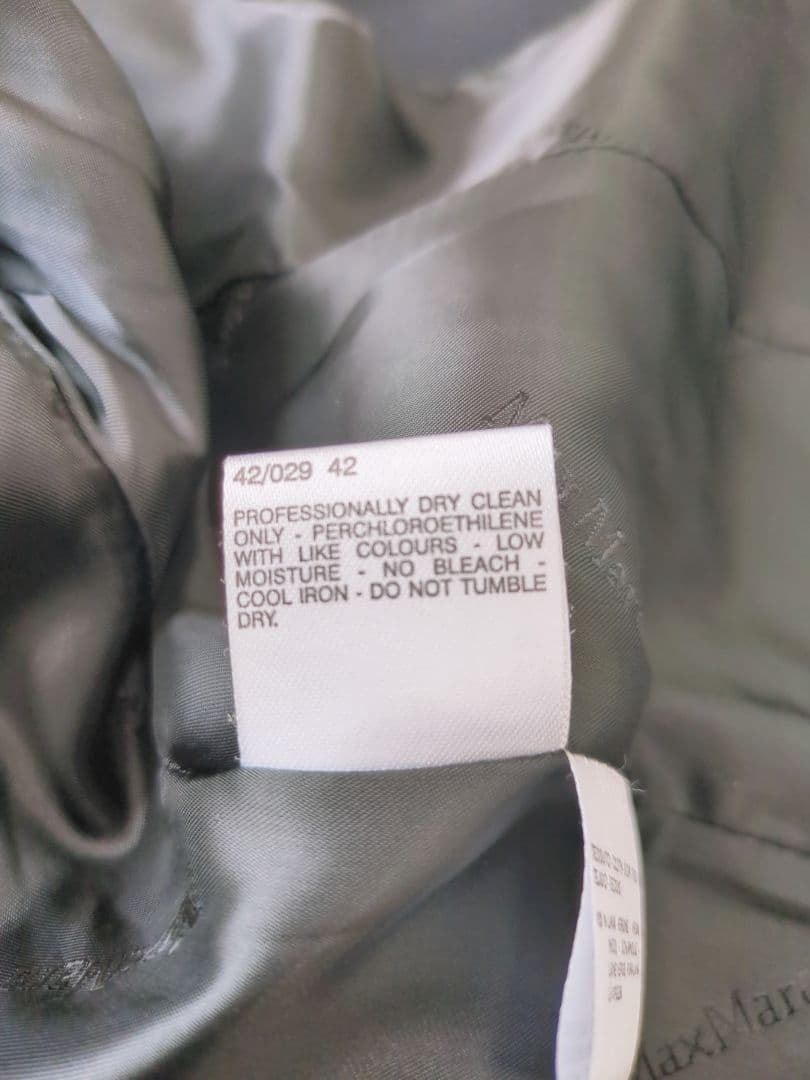 42/029 42
PROFESSIONALLY DRY CLEAN
ONLY - PERCHLOROETHILENE
WITH LIKE COLOURS - LOW
MOISTURE - NO BLEACH -
COOL IRON - DO NOT TUMBLE
DRY.
MaxMara